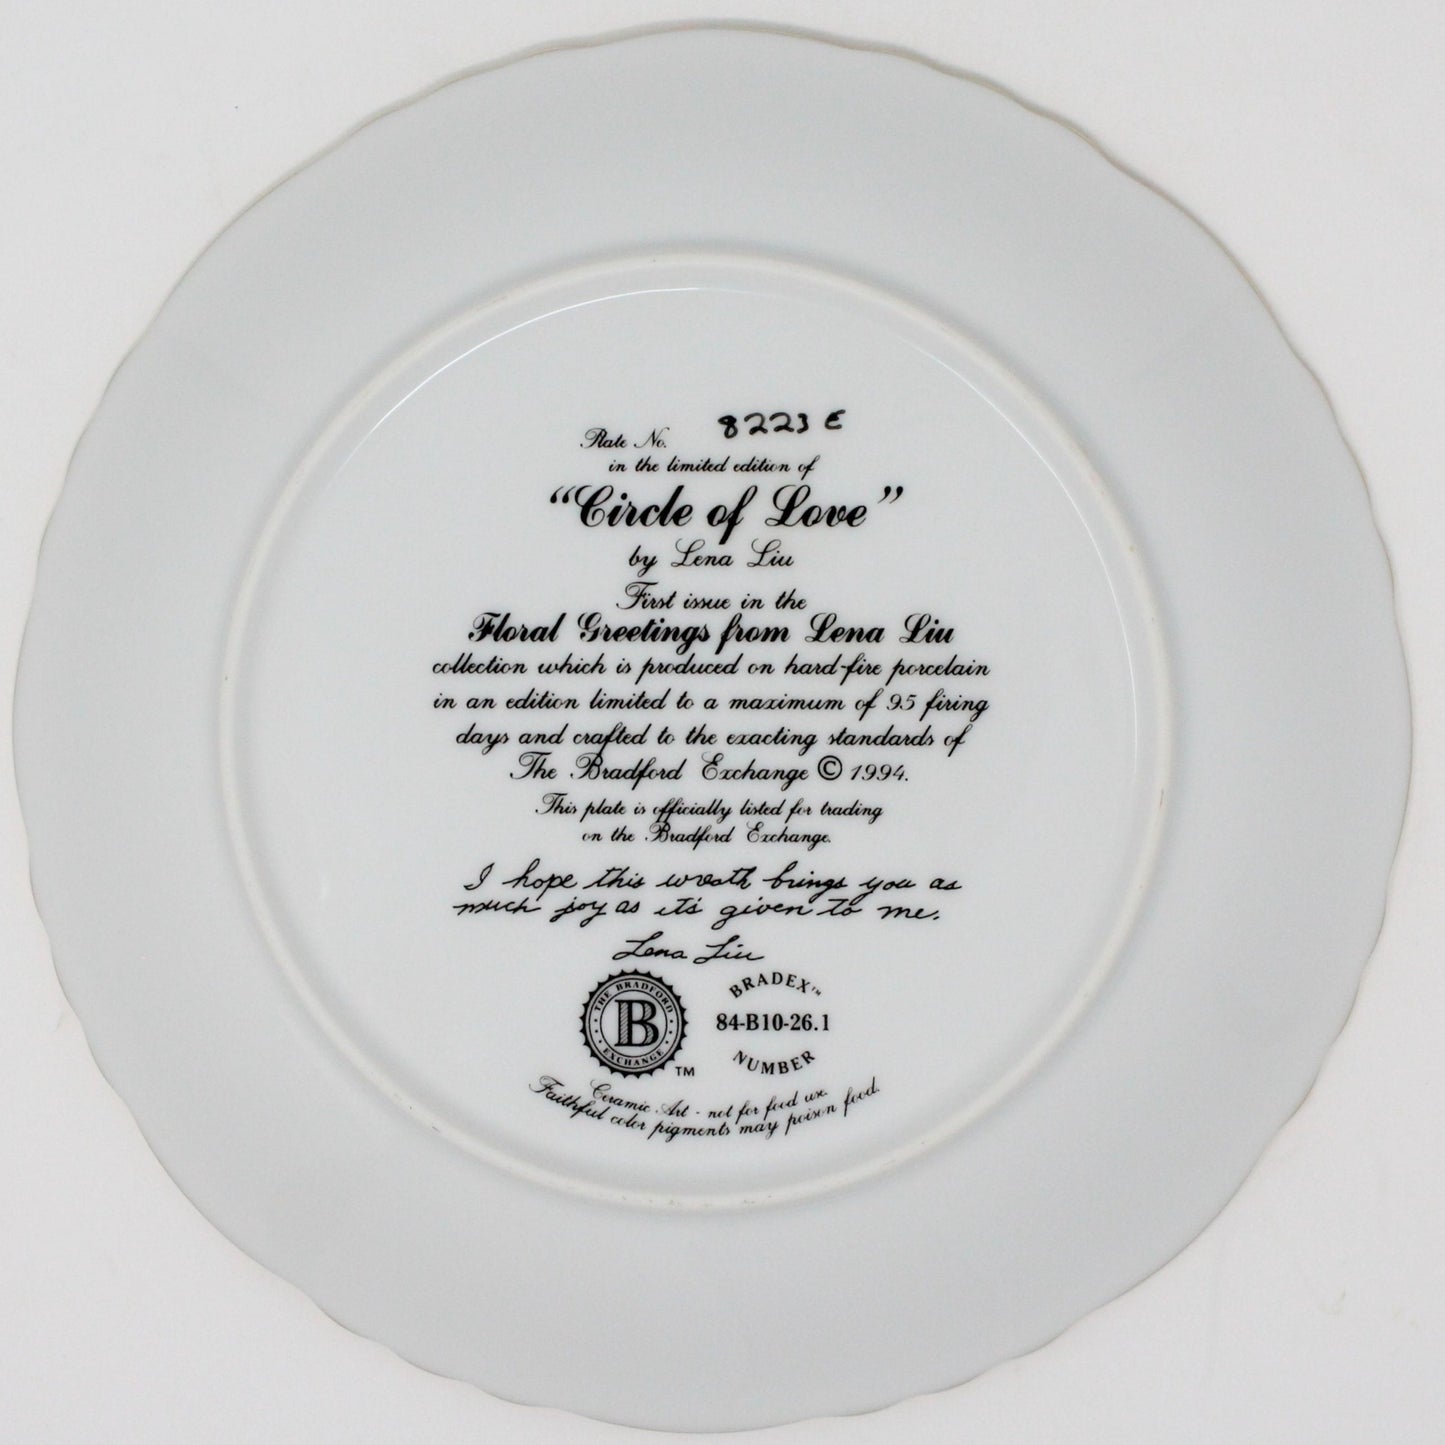 Plate No. 8223 E
in the limited edition of
“Circle of Love”
by Lena Liu
First issue in the
Floral Greetings from Lena Liu
collection which is produced on hard-fire porcelain
in an edition limited to a maximum of 95 firing
days and crafted to the exacting standards of
The Bradford Exchange © 1994.
This plate is officially listed for trading
on the Bradford Exchange.
I hope this wreath brings you as
much joy as it's given to me.
Lena Liu
THE BRADFORD
B
EXCHANGE
TM
BRADEX™
84-B10-26.1
NUMBER
Ceramic Art - not for food use.
Faithful color pigments may poison food.